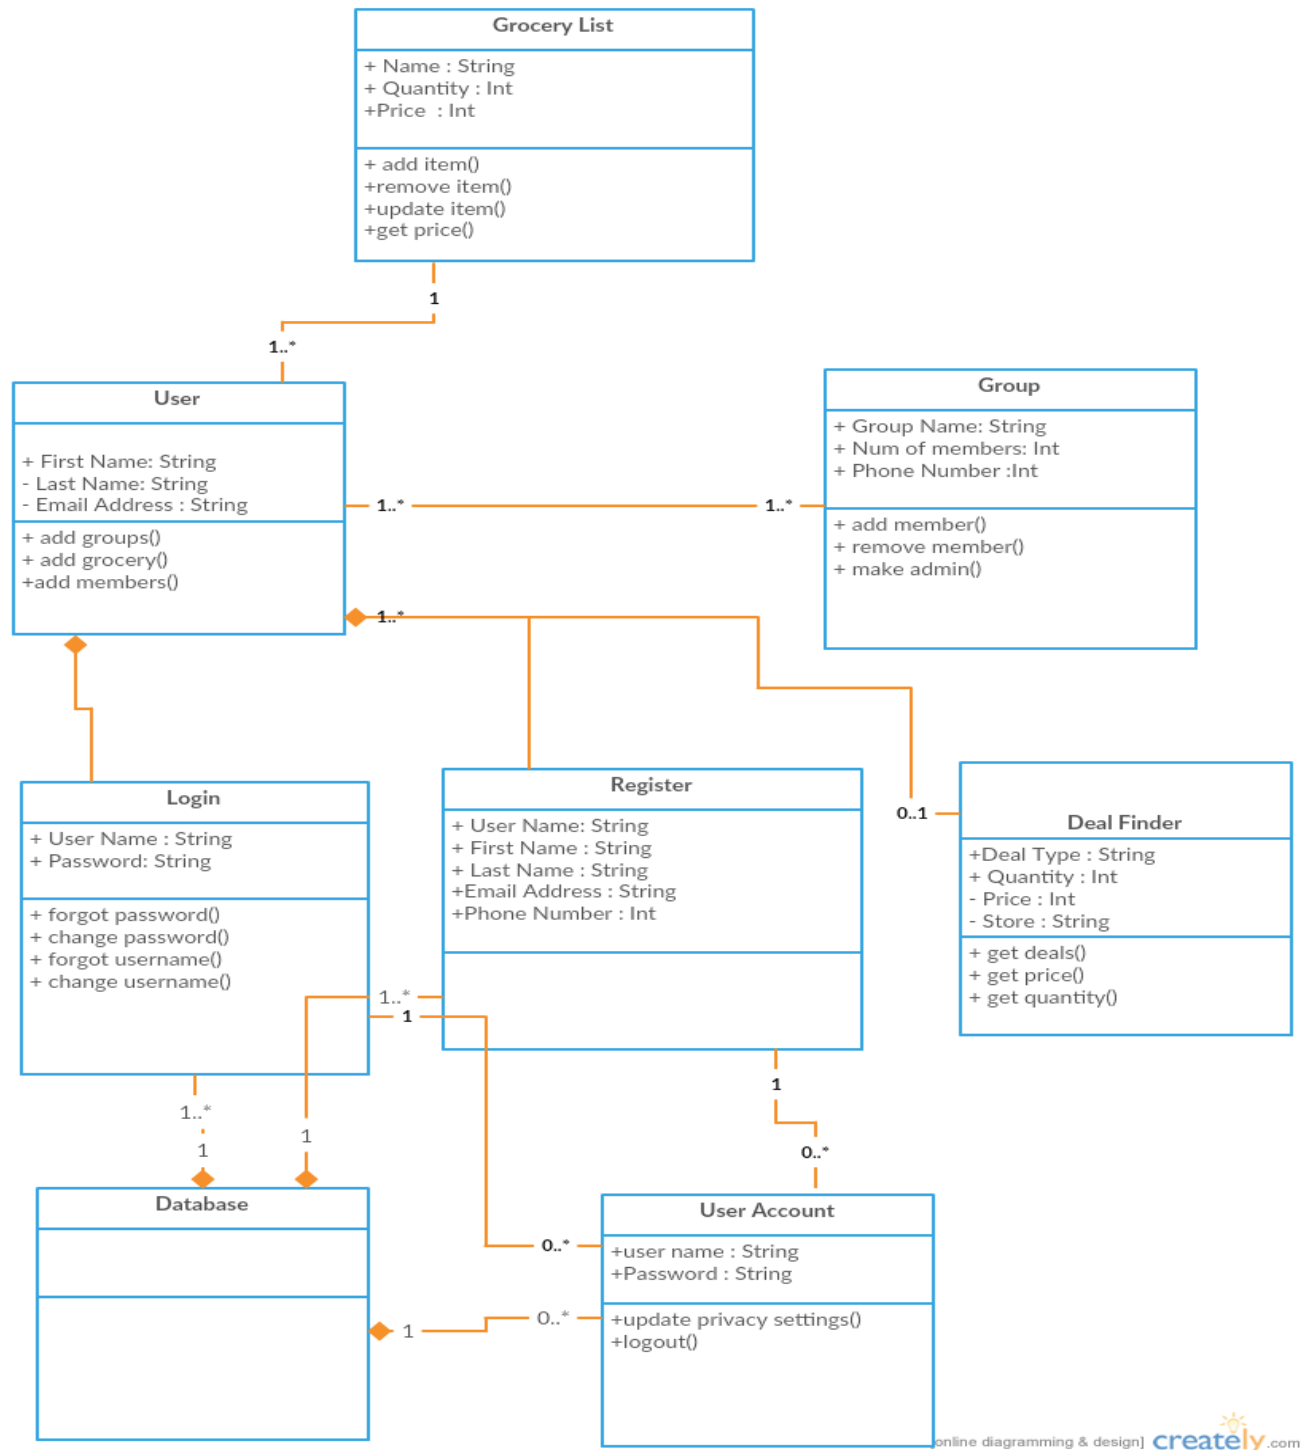 Grocery List
+ Name : String
+ Quantity : Int
+Price : Int
+ add item()
+remove item()
+update item()
+get price()
1
1..*
User
+ First Name: String
- Last Name: String
- Email Address : String
+ add groups()
+ add grocery()
+add members()
1..*
1..*
Group
+ Group Name: String
+ Num of members: Int
+ Phone Number :Int
+ add member()
+ remove member()
+ make admin()
1..*
0..1
Login
+ User Name : String
+ Password: String
+ forgot password()
+ change password()
+ forgot username()
+ change username()
Register
+ User Name: String
+ First Name : String
+ Last Name : String
+Email Address : String
+Phone Number : Int
Deal Finder
+Deal Type : String
+ Quantity : Int
- Price : Int
- Store : String
+ get deals()
+ get price()
+ get quantity()
1..*
1
1..*
1
1
1
0..*
Database
User Account
+user name : String
+Password : String
+update privacy settings()
+logout()
0..*
1
0..*
[online diagramming & design] creately.com